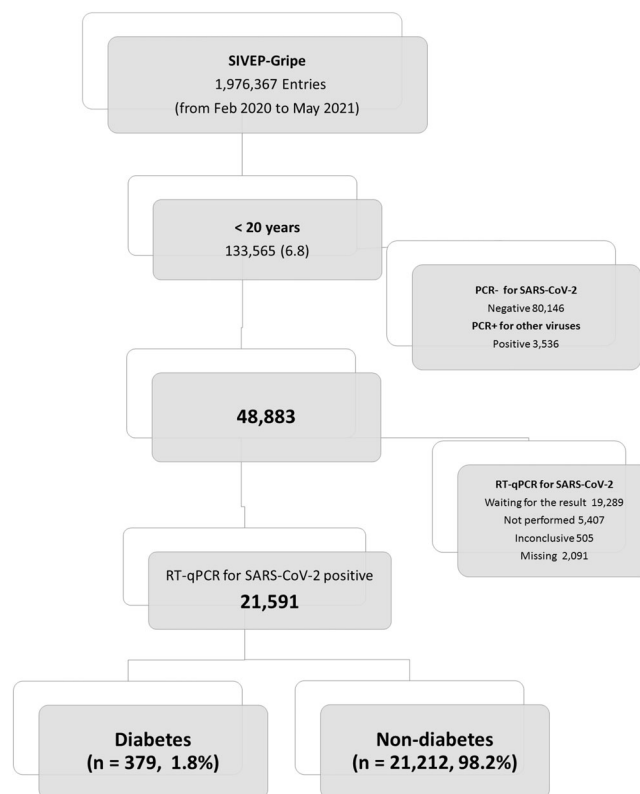 SIVEP-Gripe
1,976,367 Entries
(from Feb 2020 to May 2021)
< 20 years
133,565 (6.8)
PCR- for SARS-CoV-2
Negative 80,146
PCR+ for other viruses
Positive 3,536
48,883
RT-qPCR for SARS-CoV-2
Waiting for the result 19,289
Not performed 5,407
Inconclusive 505
Missing 2,091
RT-qPCR for SARS-CoV-2 positive
21,591
Diabetes
(n = 379, 1.8%)
Non-diabetes
(n = 21,212, 98.2%)